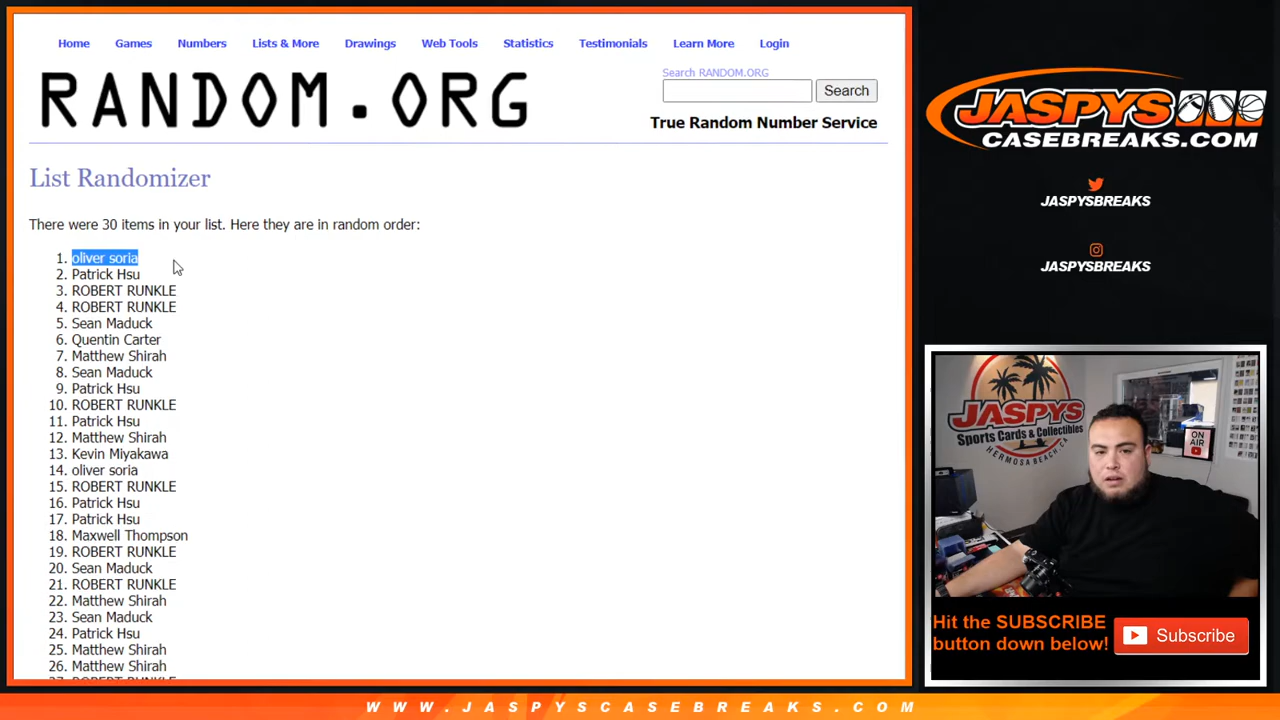 Home Games Numbers Lists & More Drawings Web Tools Statistics Testimonials Learn More Login
RANDOM.ORG
Search RANDOM.ORG
Search
True Random Number Service
List Randomizer
There were 30 items in your list. Here they are in random order:
1. oliver soria
2. Patrick Hsu
3. ROBERT RUNKLE
4. ROBERT RUNKLE
5. Sean Maduck
6. Quentin Carter
7. Matthew Shirah
8. Sean Maduck
9. Patrick Hsu
10. ROBERT RUNKLE
11. Patrick Hsu
12. Matthew Shirah
13. Kevin Miyakawa
14. oliver soria
15. ROBERT RUNKLE
16. Patrick Hsu
17. Patrick Hsu
18. Maxwell Thompson
19. ROBERT RUNKLE
20. Sean Maduck
21. ROBERT RUNKLE
22. Matthew Shirah
23. Sean Maduck
24. Patrick Hsu
25. Matthew Shirah
26. Matthew Shirah
27. ROBERT RUNKLE
JASPYS
CASEBREAKS.COM
JASPYSBREAKS
JASPYSBREAKS
JASPYS
Sports Cards & Collectibles
HERMOSA BEACH, CA
ON AIR
Hit the SUBSCRIBE
button down below!
Subscribe
WWW.JASPYSCASEBREAKS.COM